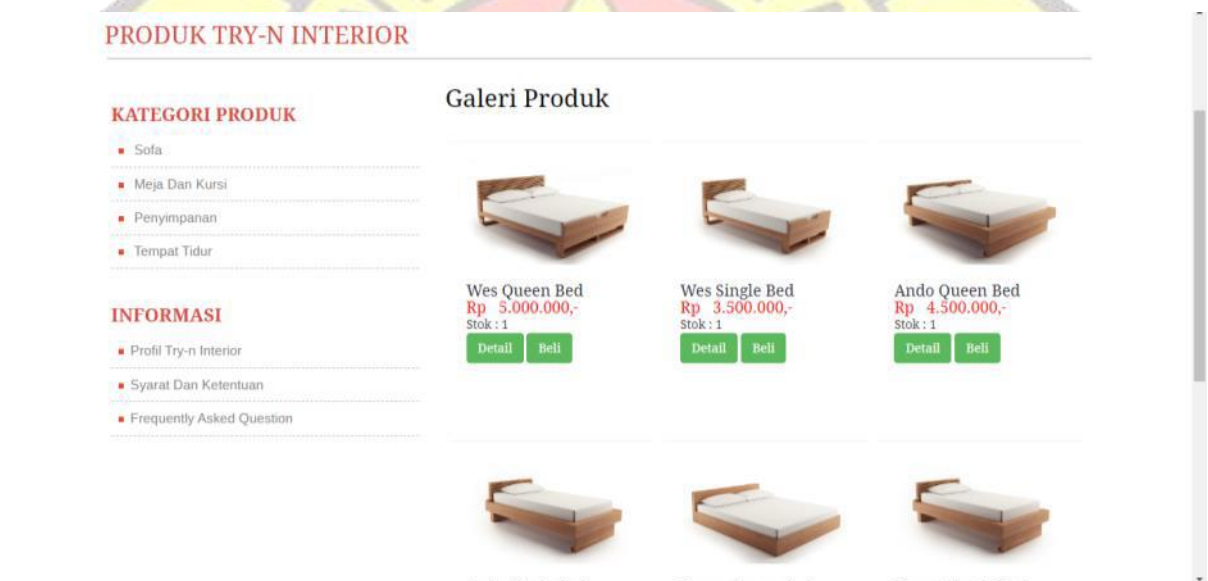 PRODUK TRY-N INTERIOR
KATEGORI PRODUK
Sofa
Meja Dan Kursi
Penyimpanan
Tempat Tidur
INFORMASI
Profil Try-n Interior
Syarat Dan Ketentuan
Frequently Asked Question
Galeri Produk
Wes Queen Bed
Rp 5.000.000,-
Stok : 1
Detail Beli
Wes Single Bed
Rp 3.500.000,-
Stok : 1
Detail Beli
Ando Queen Bed
Rp 4.500.000,-
Stok : 1
Detail Beli